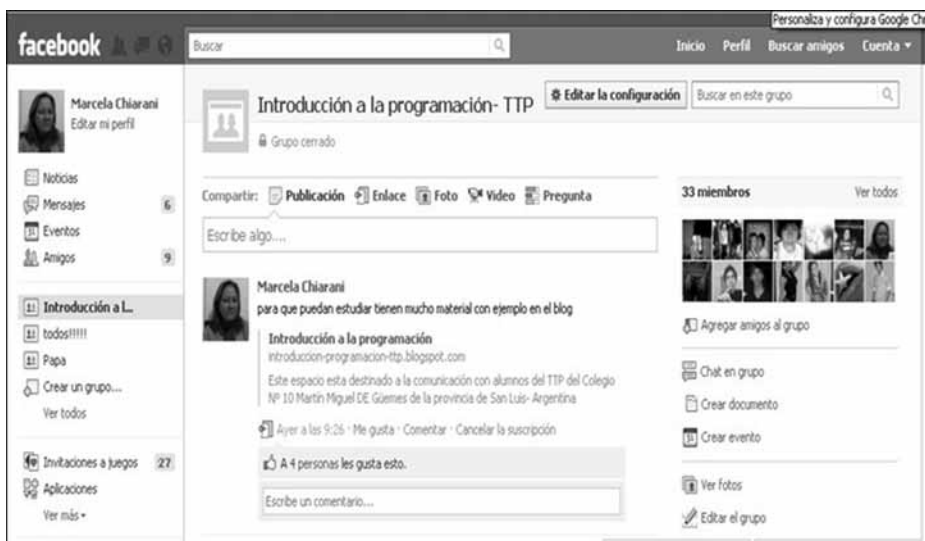 Personaliza y configura Google Che
facebook
Buscar
Inicio Perfil Buscar amigos Cuenta
Marcela Chiarani
Editar mi perfil
Noticias
Mensajes 6
Eventos
Amigos 9
Introducción a l...
todos!!!!!
Papa
Crear un grupo...
Ver todos
Invitaciones a juegos 27
Aplicaciones
Ver más
Introducción a la programación- TTP
Editar la configuración
Buscar en este grupo
Grupo cerrado
Compartir: Publicación Enlace Foto Video Pregunta
Escribe algo....
Marcela Chiarani
para que puedan estudiar tienen mucho material con ejemplo en el blog
Introducción a la programación
introduccion-programacion-ttp.blogspot.com
Este espacio esta destinado a la comunicación con alumnos del TTP del Colegio
Nº 10 Martín Miguel DE Güemes de la provincia de San Luis- Argentina
Ayer a las 9:26 · Me gusta · Comentar · Cancelar la suscripción
A 4 personas les gusta esto.
Escribe un comentario...
33 miembros Ver todos
Agregar amigos al grupo
Chat en grupo
Crear documento
Crear evento
Ver fotos
Editar el grupo